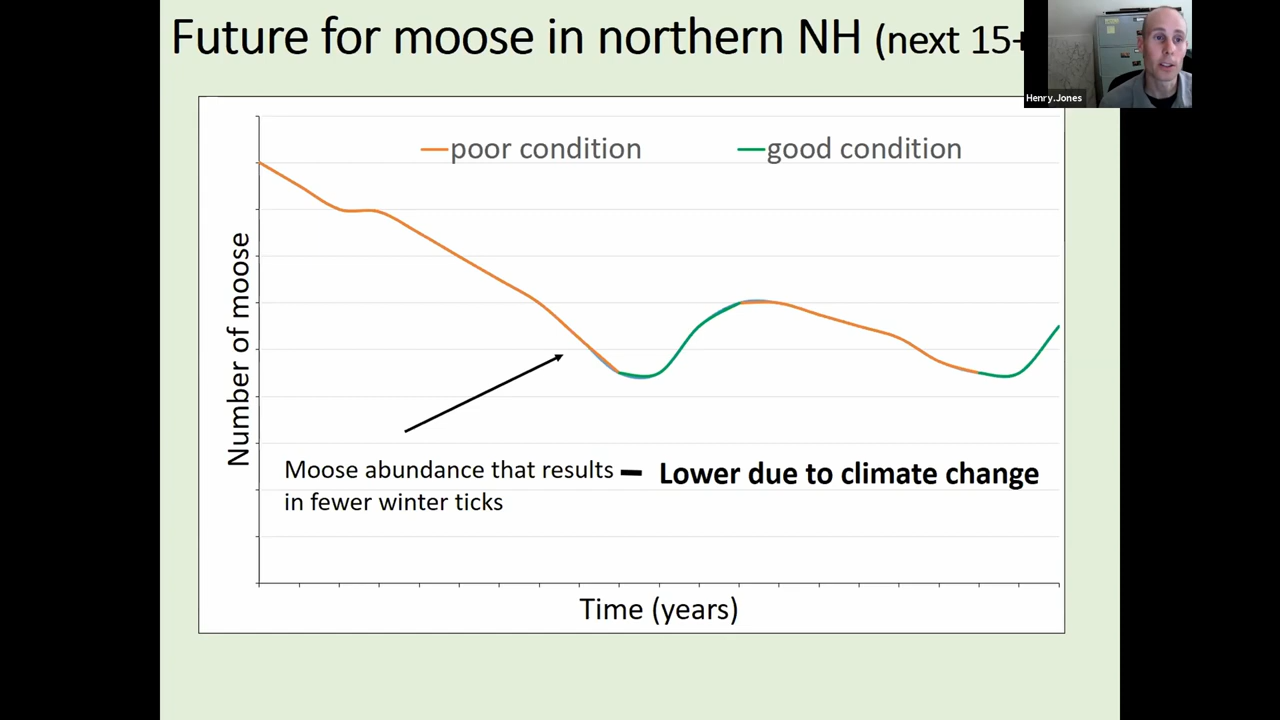 Future for moose in northern NH (next 15+
Henry.Jones
poor condition
good condition
Number of moose
Moose abundance that results
in fewer winter ticks
– Lower due to climate change
Time (years)